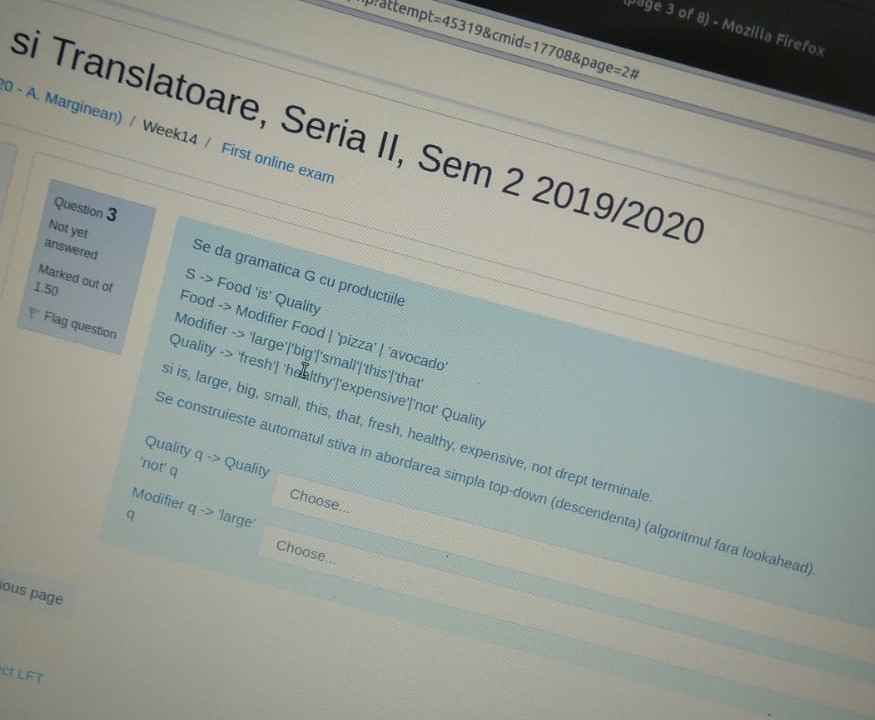 attempt=45319&cmid=17708&page=2#
page 3 of 8) - Mozilla Firefox
si Translatoare, Seria II, Sem 2 2019/2020
20 - A. Marginean) / Week14 / First online exam
Question 3
Not yet
answered
Marked out of
1.50
Flag question
Se da gramatica G cu productiile
S -> Food 'is' Quality
Food -> Modifier Food | 'pizza' | 'avocado'
Modifier -> 'large'|'big'|'small'|'this'|'that'
Quality -> 'fresh'| 'healthy'|'expensive'|'not' Quality
si is, large, big, small, this, that, fresh, healthy, expensive, not drept terminale.
Se construieste automatul stiva in abordarea simpla top-down (descendenta) (algoritmul fara lookahead).
Quality q -> Quality
'not' q
Choose...
Modifier q -> 'large'
q
Choose...
ious page
ct LFT